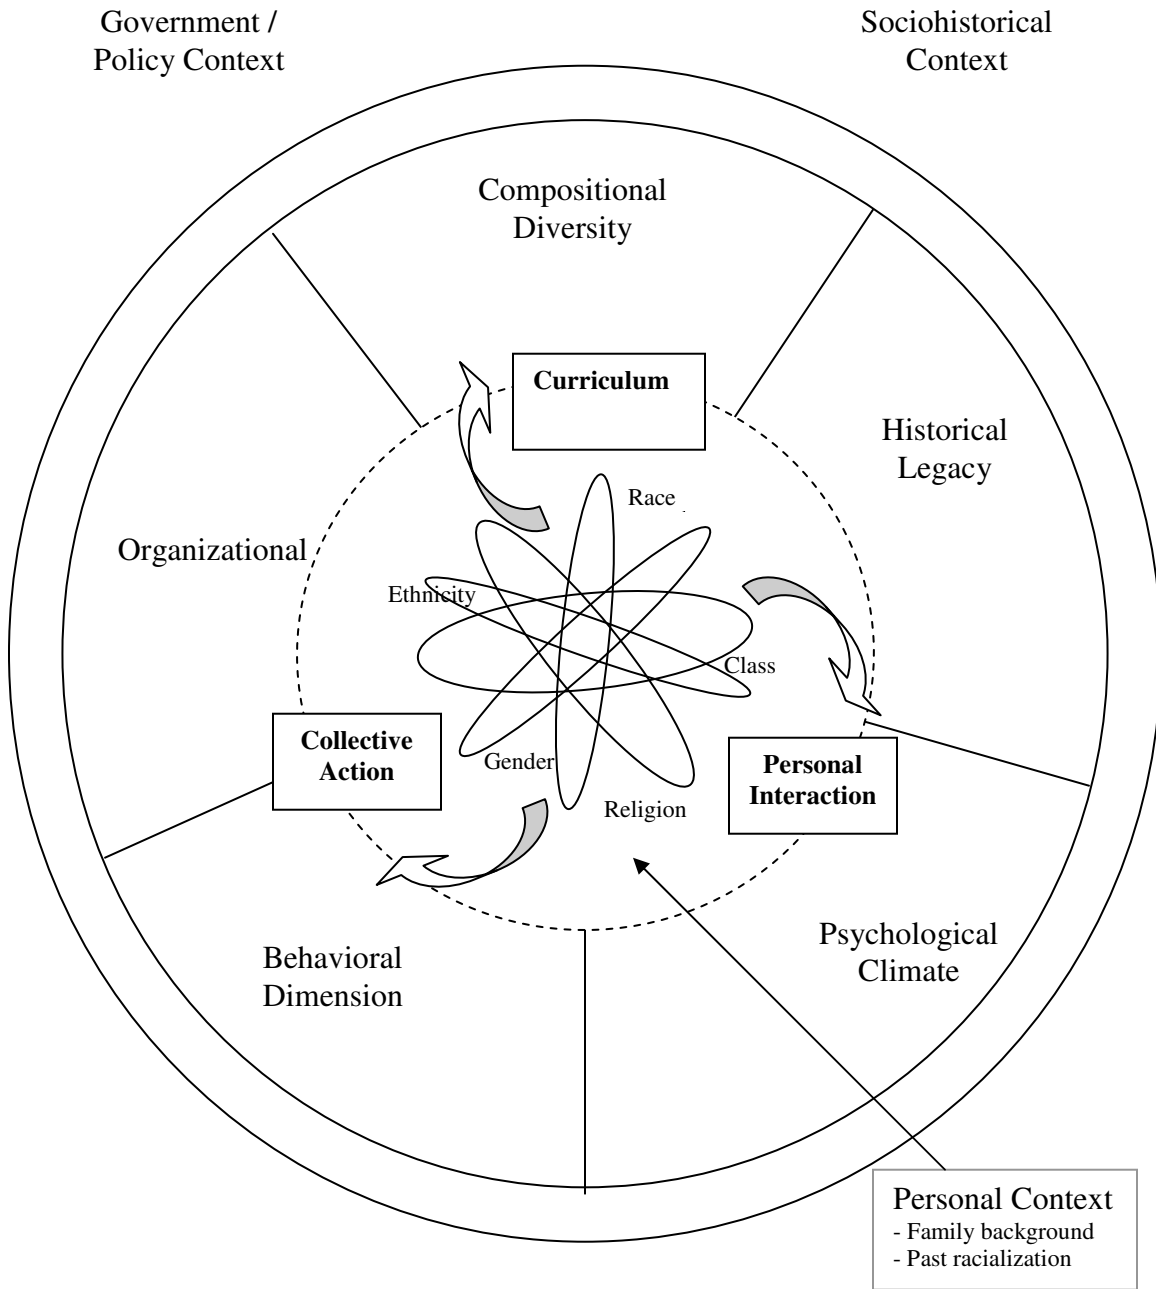 Government /
Policy Context
Sociohistorical
Context
Compositional
Diversity
Curriculum
Historical
Legacy
Race
Organizational
Ethnicity
Class
Collective
Action
Gender
Personal
Interaction
Religion
Behavioral
Dimension
Psychological
Climate
Personal Context
- Family background
- Past racialization